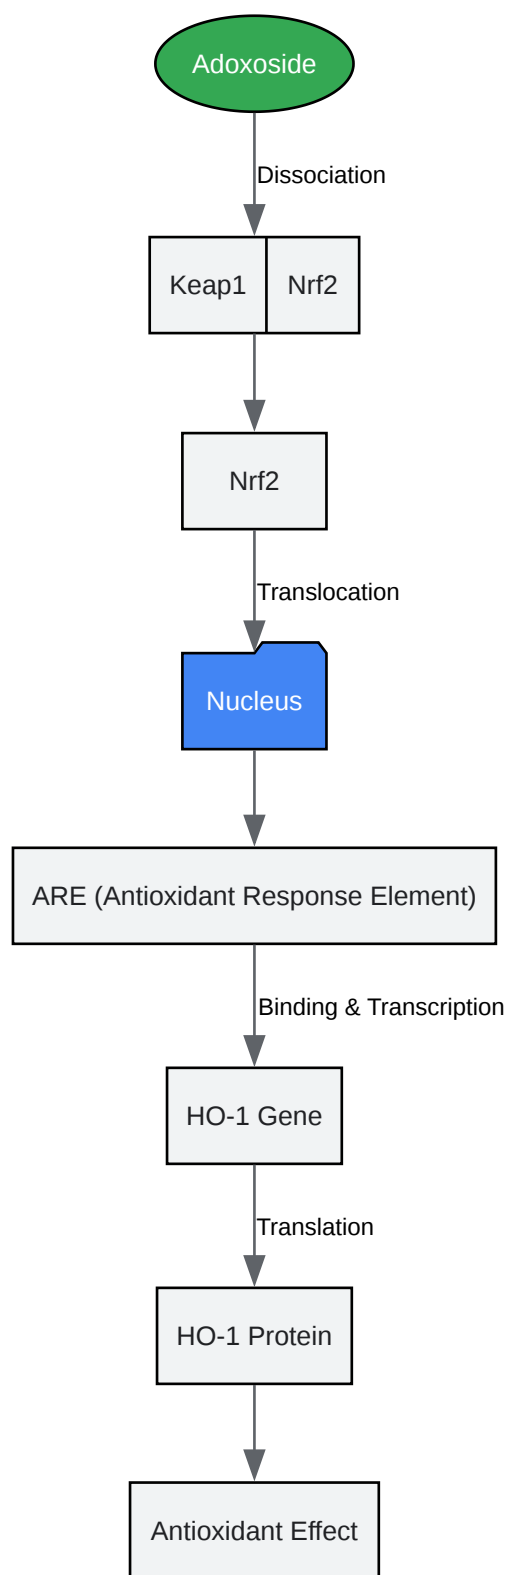 Adoxoside
Dissociation
Keap1 Nrf2
Nrf2
Translocation
Nucleus
ARE (Antioxidant Response Element)
Binding & Transcription
HO-1 Gene
Translation
HO-1 Protein
Antioxidant Effect